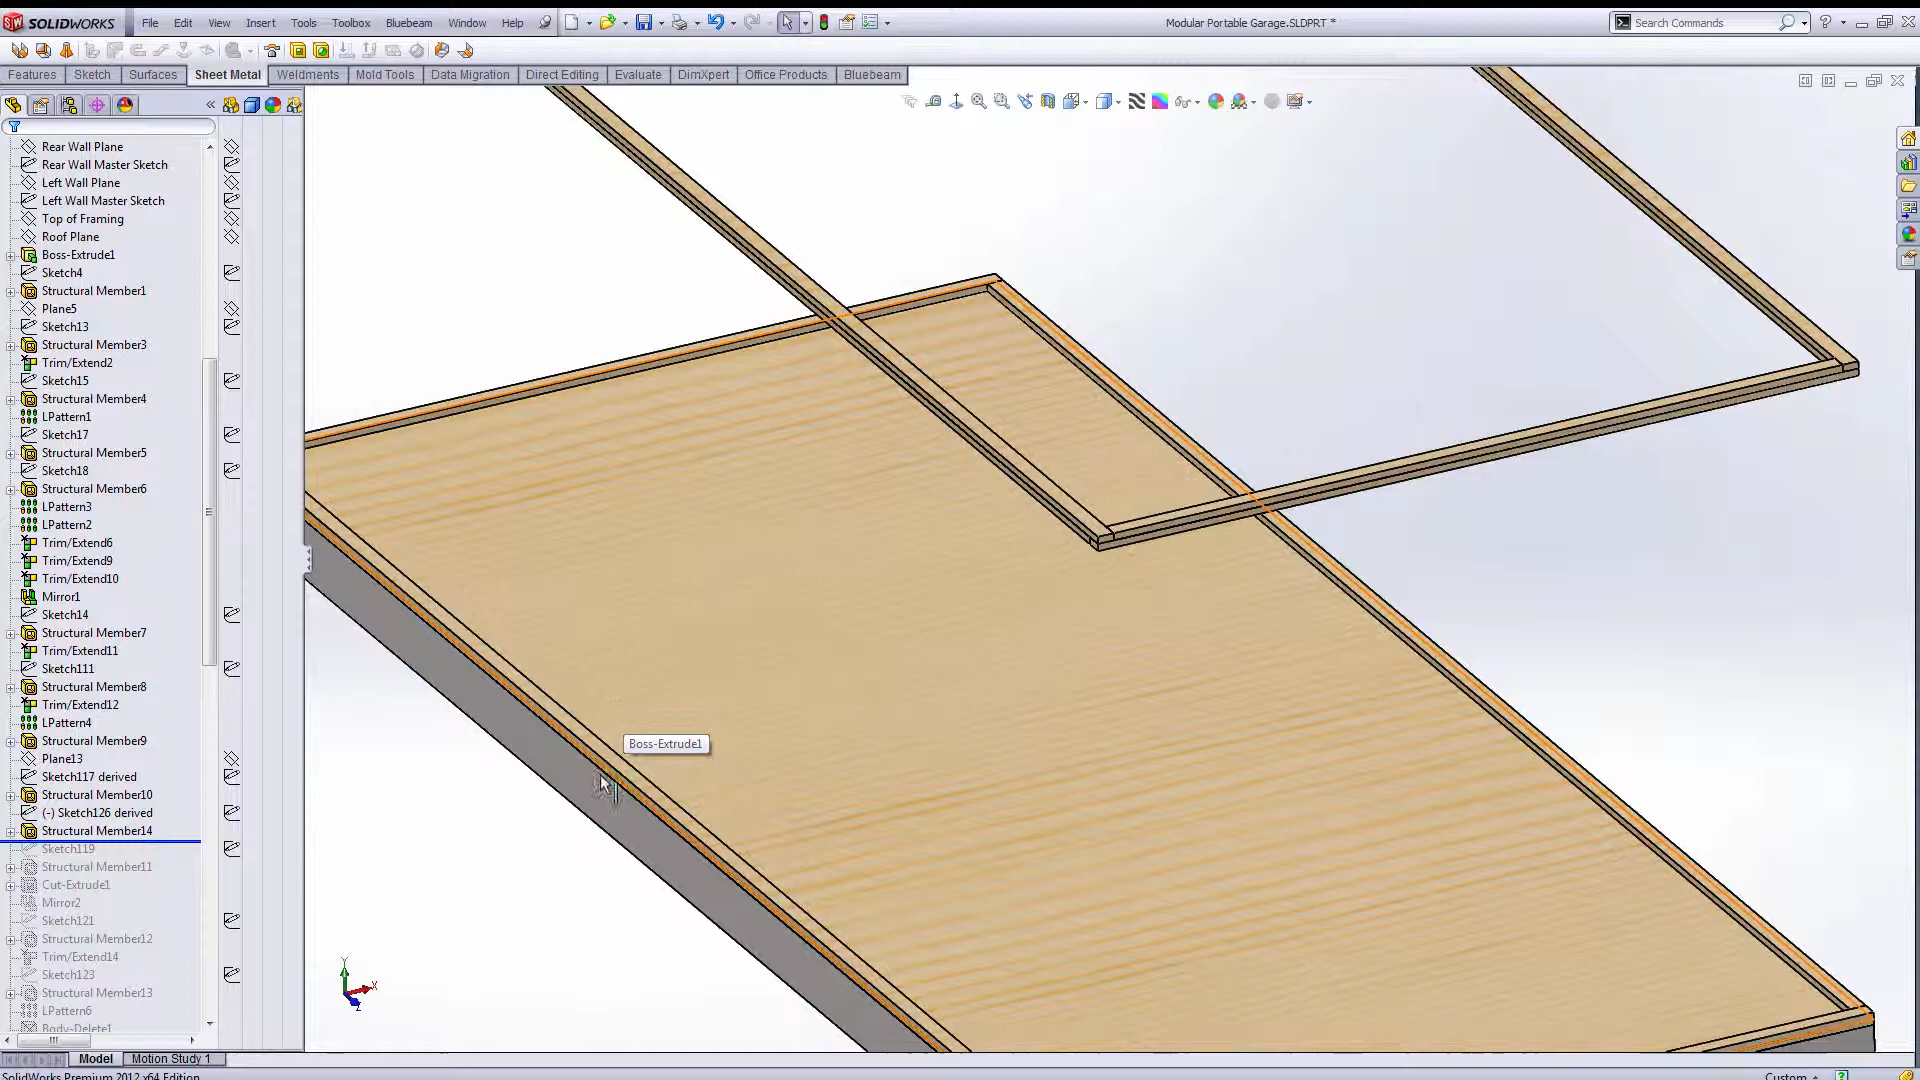 SOLIDWORKS File Edit View Insert Tools Toolbox Bluebeam Window Help Modular Portable Garage.SLDPRT * Search Commands
Features Sketch Surfaces Sheet Metal Weldments Mold Tools Data Migration Direct Editing Evaluate DimXpert Office Products Bluebeam
Rear Wall Plane
Rear Wall Master Sketch
Left Wall Plane
Left Wall Master Sketch
Top of Framing
Roof Plane
Boss-Extrude1
Sketch4
Structural Member1
Plane5
Sketch13
Structural Member3
Trim/Extend2
Sketch15
Structural Member4
LPattern1
Sketch17
Structural Member5
Sketch18
Structural Member6
LPattern3
LPattern2
Trim/Extend6
Trim/Extend9
Trim/Extend10
Mirror1
Sketch14
Structural Member7
Trim/Extend11
Sketch111
Structural Member8
Trim/Extend12
LPattern4
Structural Member9
Plane13
Sketch117 derived
Structural Member10
(-) Sketch126 derived
Structural Member14
Sketch119
Structural Member11
Cut-Extrude1
Mirror2
Sketch121
Structural Member12
Trim/Extend14
Sketch123
Structural Member13
LPattern6
Body-Delete1
Boss-Extrude1
Y
X
Z
Model Motion Study 1
SolidWorks Premium 2012 x64 Edition Custom